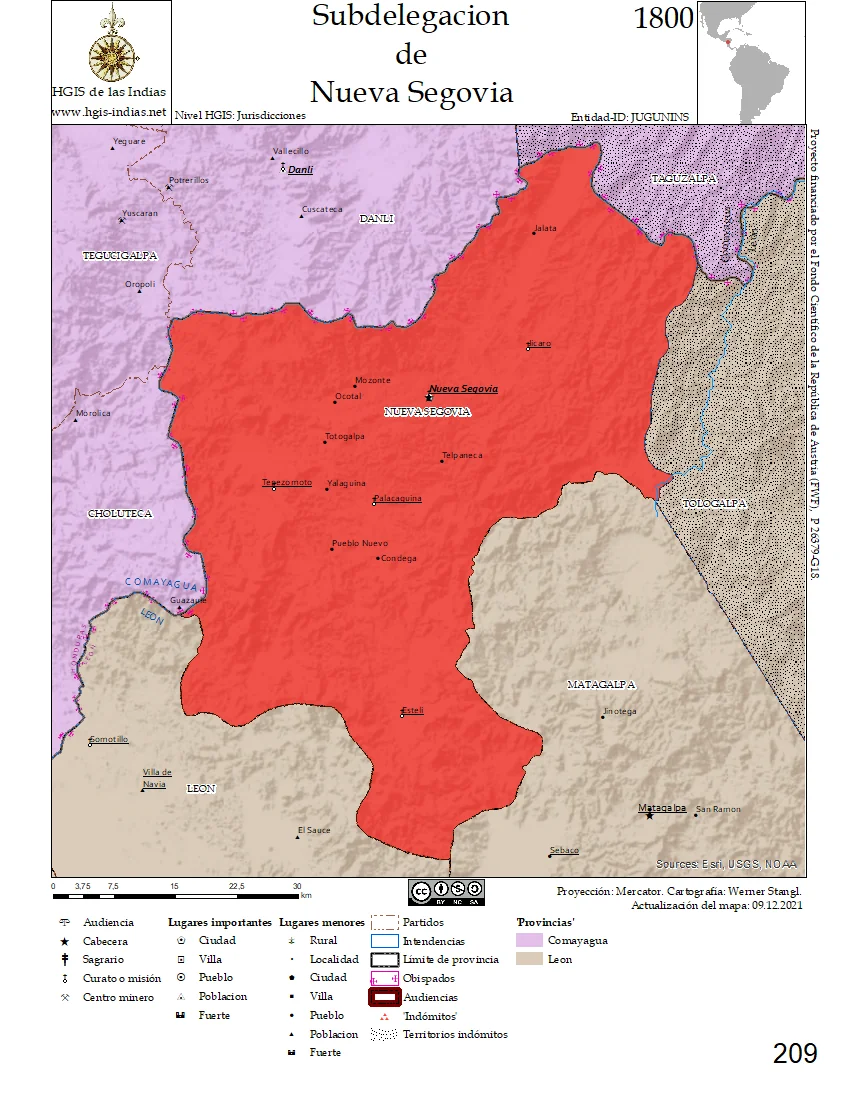 Subdelegacion
de
Nueva Segovia
1800
HGIS de las Indias
www.hgis-indias.net
Nivel HGIS: Jurisdicciones
Entidad-ID: JUGUNINS
Proyecto financiado por el Fondo Científico de la República de Austria (FWF), P 26379-G18.
Yeguare
Vallecillo
Danli
Potrerillos
TAGUZALPA
Yuscaran
Cuscateca
DANLI
Jalata
TEGUCIGALPA
Oropoli
Jicaro
Mozonte
Nueva Segovia
Ocotal
NUEVA SEGOVIA
Morolica
Totogalpa
Telpaneca
Tepezomoto
Yalaguina
Palacaguina
TOLOGALPA
CHOLUTECA
Pueblo Nuevo
Condega
COMAYAGUA
Guazaule
LEON
HONDURAS
LEON
MATAGALPA
Esteli
Jinotega
Somotillo
Villa de
Navia
LEON
Matagalpa
San Ramon
El Sauce
Sebaco
Sources: Esri, USGS, NOAA
0 3,75 7,5 15 22,5 30
km
CC BY NC SA
Proyección: Mercator. Cartografía: Werner Stangl.
Actualización del mapa: 09.12.2021
Audiencia
Cabecera
Sagrario
Curato o misión
Centro minero
Lugares importantes
Ciudad
Villa
Pueblo
Poblacion
Fuerte
Lugares menores
Rural
Localidad
Ciudad
Villa
Pueblo
Poblacion
Fuerte
Partidos
Intendencias
Límite de provincia
Obispados
Audiencias
'Indómitos'
Territorios indómitos
'Provincias'
Comayagua
Leon
209